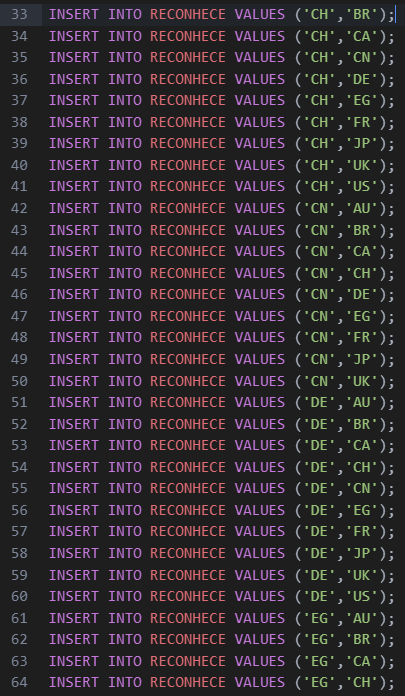 33 INSERT INTO RECONHECE VALUES ('CH','BR');
34 INSERT INTO RECONHECE VALUES ('CH','CA');
35 INSERT INTO RECONHECE VALUES ('CH','CN');
36 INSERT INTO RECONHECE VALUES ('CH','DE');
37 INSERT INTO RECONHECE VALUES ('CH','EG');
38 INSERT INTO RECONHECE VALUES ('CH','FR');
39 INSERT INTO RECONHECE VALUES ('CH','JP');
40 INSERT INTO RECONHECE VALUES ('CH','UK');
41 INSERT INTO RECONHECE VALUES ('CH','US');
42 INSERT INTO RECONHECE VALUES ('CN','AU');
43 INSERT INTO RECONHECE VALUES ('CN','BR');
44 INSERT INTO RECONHECE VALUES ('CN','CA');
45 INSERT INTO RECONHECE VALUES ('CN','CH');
46 INSERT INTO RECONHECE VALUES ('CN','DE');
47 INSERT INTO RECONHECE VALUES ('CN','EG');
48 INSERT INTO RECONHECE VALUES ('CN','FR');
49 INSERT INTO RECONHECE VALUES ('CN','JP');
50 INSERT INTO RECONHECE VALUES ('CN','UK');
51 INSERT INTO RECONHECE VALUES ('DE','AU');
52 INSERT INTO RECONHECE VALUES ('DE','BR');
53 INSERT INTO RECONHECE VALUES ('DE','CA');
54 INSERT INTO RECONHECE VALUES ('DE','CH');
55 INSERT INTO RECONHECE VALUES ('DE','CN');
56 INSERT INTO RECONHECE VALUES ('DE','EG');
57 INSERT INTO RECONHECE VALUES ('DE','FR');
58 INSERT INTO RECONHECE VALUES ('DE','JP');
59 INSERT INTO RECONHECE VALUES ('DE','UK');
60 INSERT INTO RECONHECE VALUES ('DE','US');
61 INSERT INTO RECONHECE VALUES ('EG','AU');
62 INSERT INTO RECONHECE VALUES ('EG','BR');
63 INSERT INTO RECONHECE VALUES ('EG','CA');
64 INSERT INTO RECONHECE VALUES ('EG','CH');